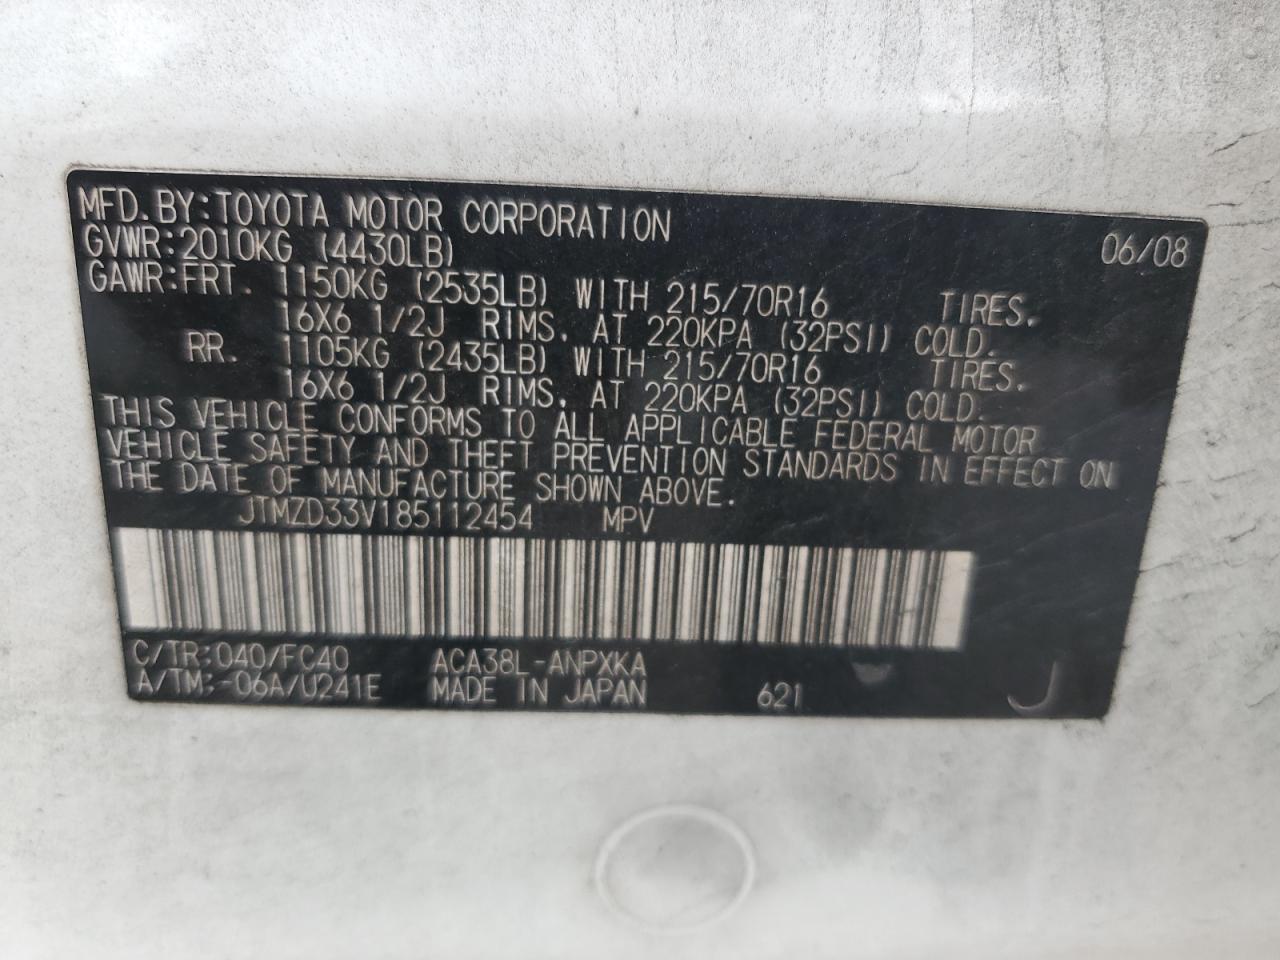 MFD. BY: TOYOTA MOTOR CORPORATION 06/08
GVWR: 2010KG (4430LB)
GAWR: FRT. 1150KG (2535LB) WITH 215/70R16 TIRES.
16X6 1/2J RIMS, AT 220KPA (32PSI) COLD.
RR. 1105KG (2435LB) WITH 215/70R16 TIRES.
16X6 1/2J RIMS, AT 220KPA (32PSI) COLD.
THIS VEHICLE CONFORMS TO ALL APPLICABLE FEDERAL MOTOR
VEHICLE SAFETY AND THEFT PREVENTION STANDARDS IN EFFECT ON
THE DATE OF MANUFACTURE SHOWN ABOVE.
JTMZD33V185112454 MPV
C/TR: 040/FC40 ACA38L-ANPXKA
A/TM: -06A/U241E MADE IN JAPAN 621 J